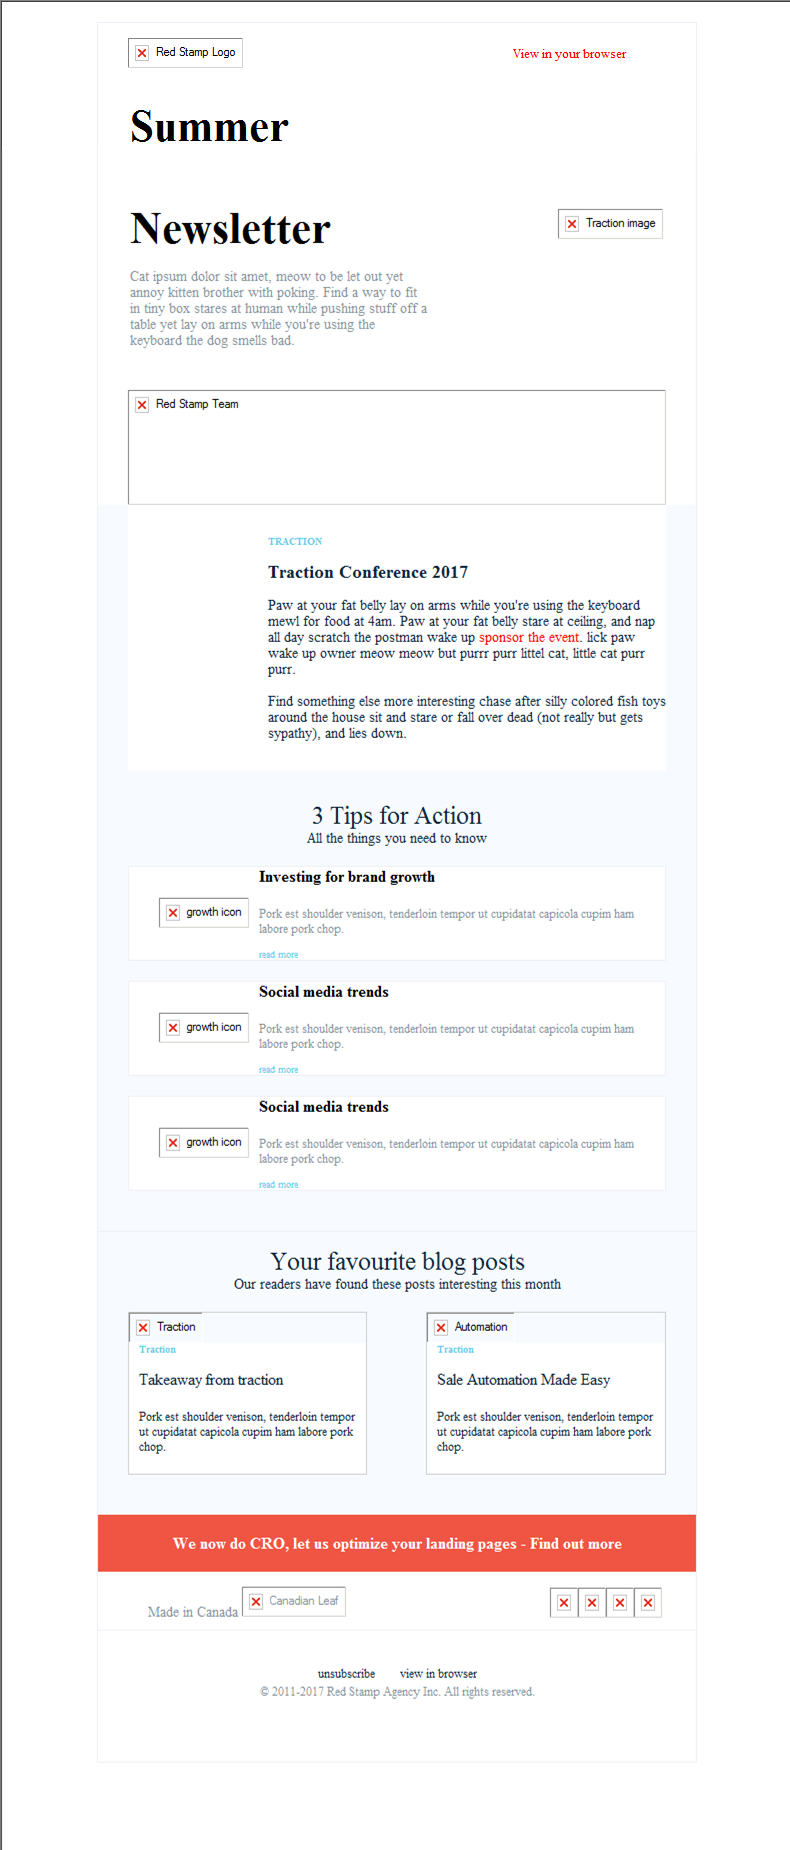 Red Stamp Logo
View in your browser
Summer
Newsletter
Traction image
Cat ipsum dolor sit amet, meow to be let out yet
annoy kitten brother with poking. Find a way to fit
in tiny box stares at human while pushing stuff off a
table yet lay on arms while you're using the
keyboard the dog smells bad.
Red Stamp Team
TRACTION
Traction Conference 2017
Paw at your fat belly lay on arms while you're using the keyboard
mewl for food at 4am. Paw at your fat belly stare at ceiling, and nap
all day scratch the postman wake up sponsor the event. lick paw
wake up owner meow meow but purrr purr littel cat, little cat purr
purr.
Find something else more interesting chase after silly colored fish toys
around the house sit and stare or fall over dead (not really but gets
sypathy), and lies down.
3 Tips for Action
All the things you need to know
Investing for brand growth
growth icon
Pork est shoulder venison, tenderloin tempor ut cupidatat capicola cupim ham
labore pork chop.
read more
Social media trends
growth icon
Pork est shoulder venison, tenderloin tempor ut cupidatat capicola cupim ham
labore pork chop.
read more
Social media trends
growth icon
Pork est shoulder venison, tenderloin tempor ut cupidatat capicola cupim ham
labore pork chop.
read more
Your favourite blog posts
Our readers have found these posts interesting this month
Traction
Traction
Takeaway from traction
Pork est shoulder venison, tenderloin tempor
ut cupidatat capicola cupim ham labore pork
chop.
Automation
Traction
Sale Automation Made Easy
Pork est shoulder venison, tenderloin tempor
ut cupidatat capicola cupim ham labore pork
chop.
We now do CRO, let us optimize your landing pages - Find out more
Made in Canada Canadian Leaf
unsubscribe view in browser
© 2011-2017 Red Stamp Agency Inc. All rights reserved.